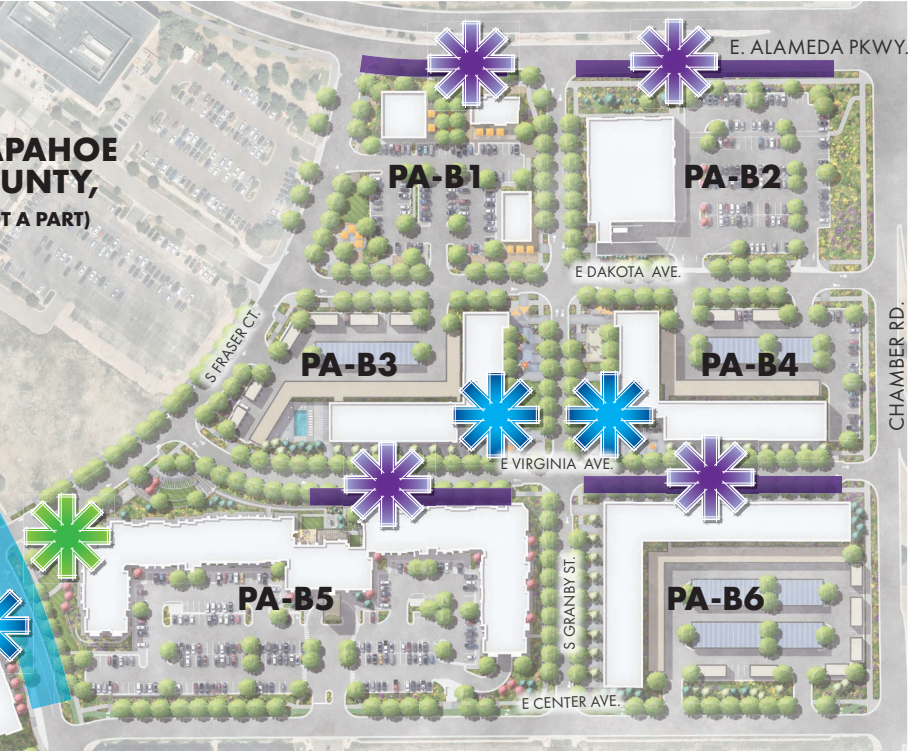 E. ALAMEDA PKWY.
APAHOE
UNTY,
T A PART)
PA-B1
PA-B2
E DAKOTA AVE.
S FRASER CT.
CHAMBER RD.
PA-B3
PA-B4
E VIRGINIA AVE.
S GRANBY ST.
PA-B5
PA-B6
E CENTER AVE.